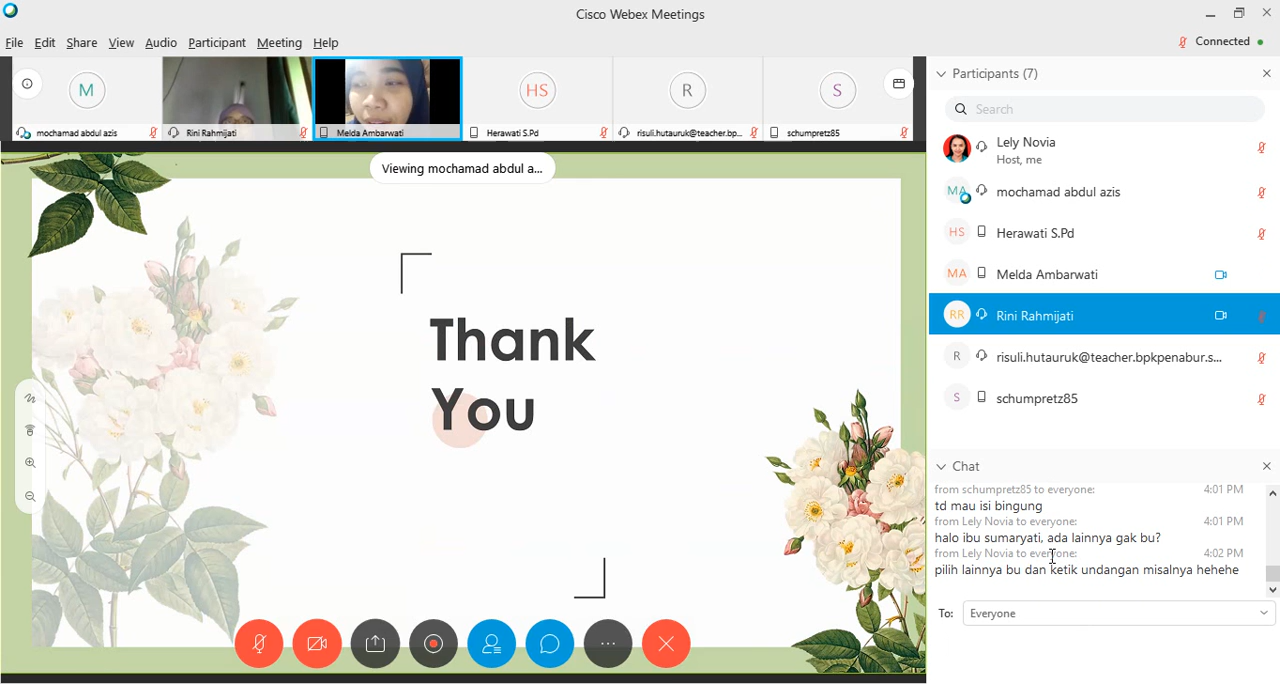 Cisco Webex Meetings
File Edit Share View Audio Participant Meeting Help
Connected
M
mochamad abdul azis
Rini Rahmijati
Melda Ambarwati
HS
Herawati S.Pd
R
risuli.hutauruk@teacher.bp...
S
schumpretz85
Viewing mochamad abdul a...
Thank
You
Participants (7)
Search
Lely Novia
Host, me
MA mochamad abdul azis
HS Herawati S.Pd
MA Melda Ambarwati
RR Rini Rahmijati
R risuli.hutauruk@teacher.bpkpenabur.s...
S schumpretz85
Chat
from schumpretz85 to everyone: 4:01 PM
td mau isi bingung
from Lely Novia to everyone: 4:01 PM
halo ibu sumaryati, ada lainnya gak bu?
from Lely Novia to everyone: 4:02 PM
pilih lainnya bu dan ketik undangan misalnya hehehe
To: Everyone